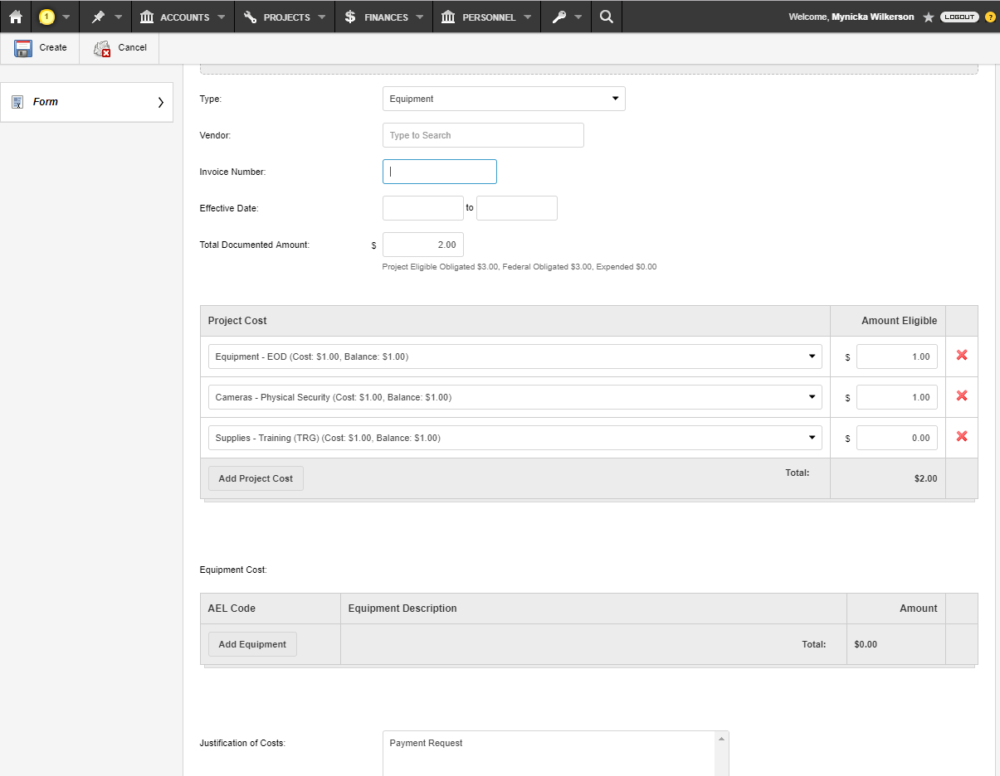 1 ACCOUNTS PROJECTS $ FINANCES PERSONNEL Welcome, Mynicka Wilkerson LOGOUT ?
Create Cancel
Form
Type: Equipment
Vendor: Type to Search
Invoice Number:
Effective Date: to
Total Documented Amount: $ 2.00
Project Eligible Obligated $3.00, Federal Obligated $3.00, Expended $0.00
Project Cost Amount Eligible
Equipment - EOD (Cost: $1.00, Balance: $1.00) $ 1.00
Cameras - Physical Security (Cost: $1.00, Balance: $1.00) $ 1.00
Supplies - Training (TRG) (Cost: $1.00, Balance: $1.00) $ 0.00
Add Project Cost Total: $2.00
Equipment Cost:
AEL Code Equipment Description Amount
Add Equipment Total: $0.00
Justification of Costs: Payment Request